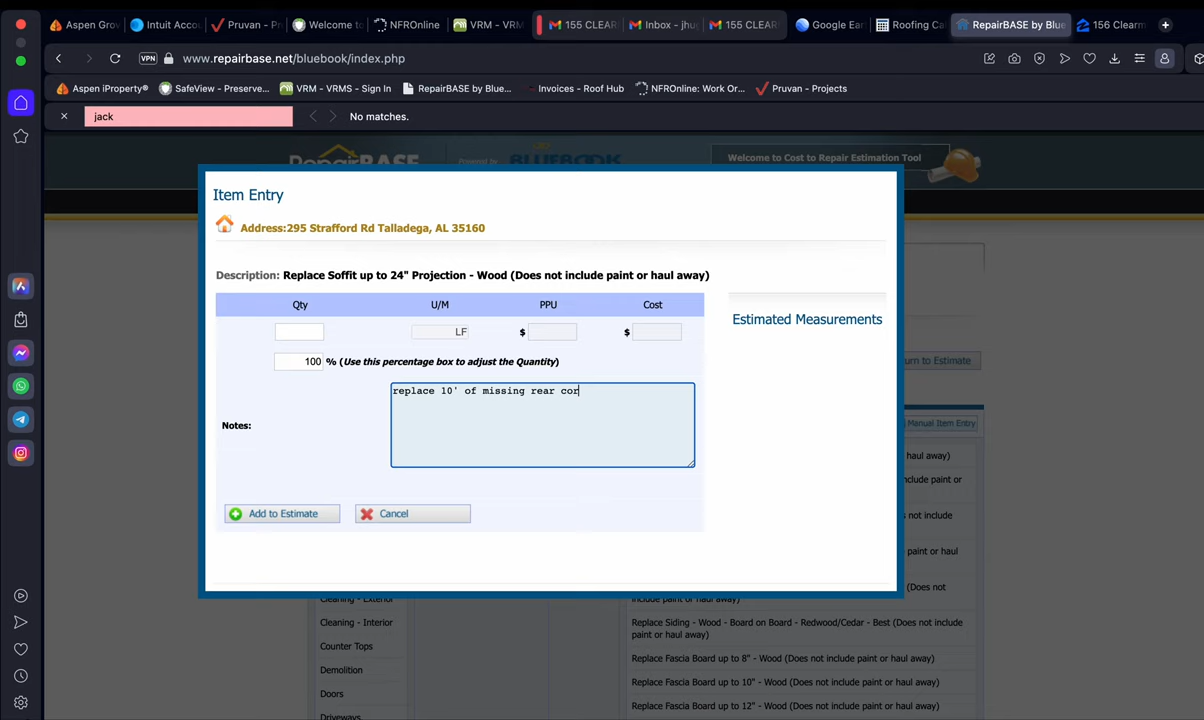 Aspen Grov
Intuit Accou
Pruvan - Pr
Welcome to
NFROnline
VRM - VRM
155 CLEAR
Inbox - jhug
155 CLEAR
Google Ear
Roofing Ca
RepairBASE by Blue
156 Clearm
VPN
www.repairbase.net/bluebook/index.php
Aspen iProperty®
SafeView - Preserve...
VRM - VRMS - Sign In
RepairBASE by Blue...
Invoices - Roof Hub
NFROnline: Work Or...
Pruvan - Projects
jack
No matches.
RepairBASE
Powered by
BLUEBOOK
Welcome to Cost to Repair Estimation Tool
Item Entry
Address:295 Strafford Rd Talladega, AL 35160
Description: Replace Soffit up to 24" Projection - Wood (Does not include paint or haul away)
Qty U/M PPU Cost
LF $ $
100 % (Use this percentage box to adjust the Quantity)
Estimated Measurements
Notes:
replace 10' of missing rear cor
Add to Estimate
Cancel
urn to Estimate
Manual Item Entry
haul away)
nclude paint or
s not include
paint or haul
(Does not
include paint or haul away)
Cleaning - Exterior
Cleaning - Interior
Counter Tops
Demolition
Doors
Driveways
Replace Siding - Wood - Board on Board - Redwood/Cedar - Best (Does not include
paint or haul away)
Replace Fascia Board up to 8" - Wood (Does not include paint or haul away)
Replace Fascia Board up to 10" - Wood (Does not include paint or haul away)
Replace Fascia Board up to 12" - Wood (Does not include paint or haul away)